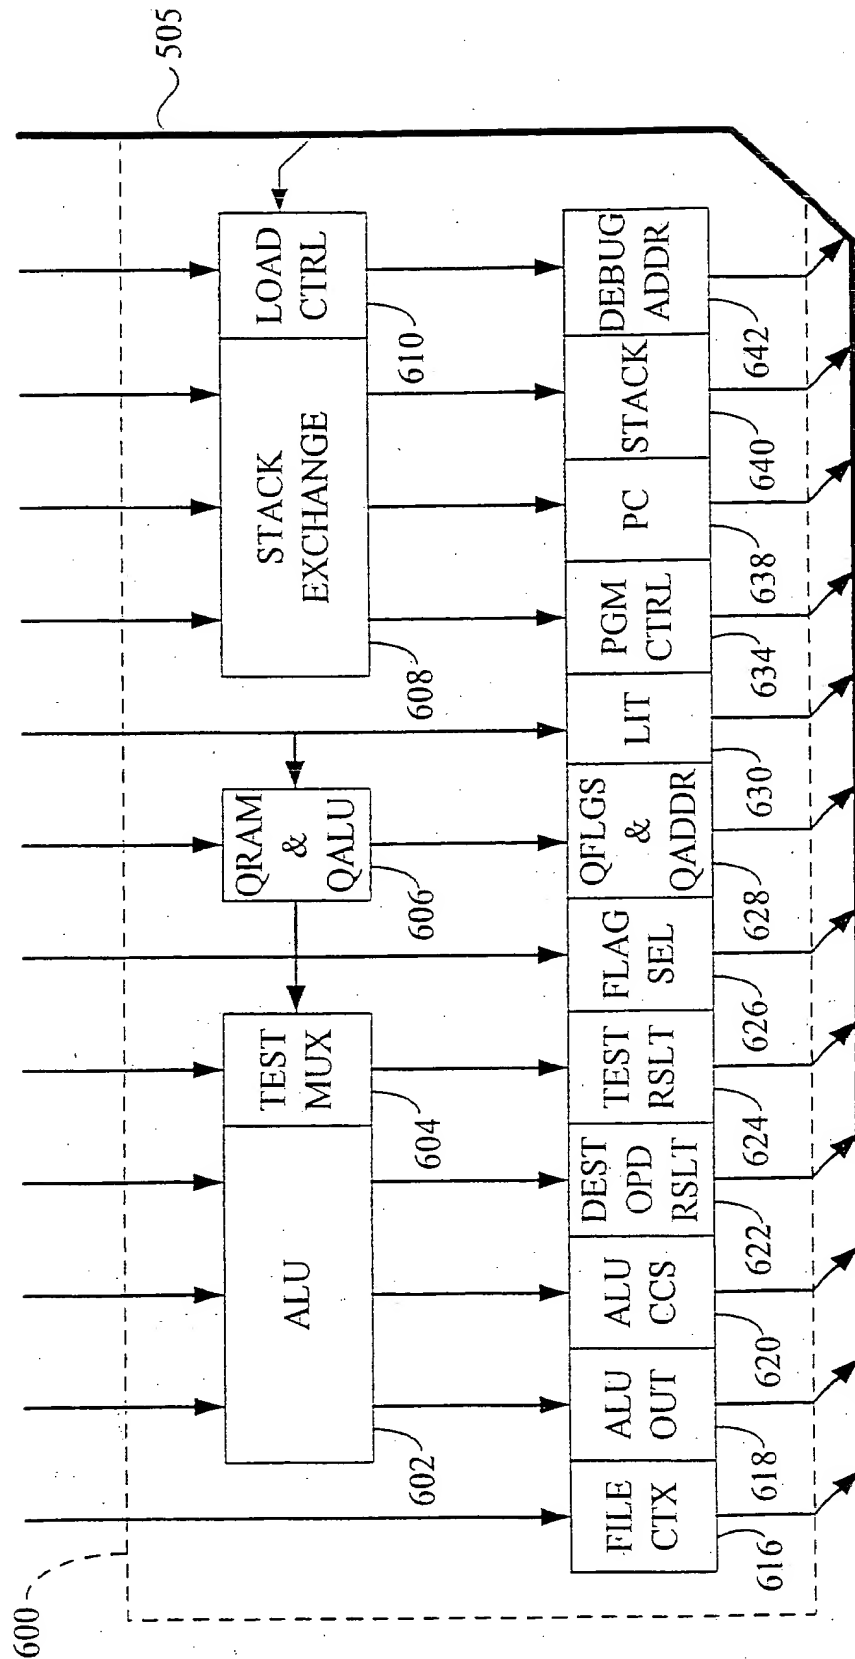 600
505
ALU
TEST
MUX
QRAM
&
QALU
STACK
EXCHANGE
LOAD
CTRL
602
604
606
608
610
FILE
CTX
ALU
OUT
ALU
CCS
DEST
OPD
RSLT
TEST
RSLT
FLAG
SEL
QFLGS
&
QADDR
LIT
PGM
CTRL
PC
STACK
DEBUG
ADDR
616
618
620
622
624
626
628
630
634
638
640
642